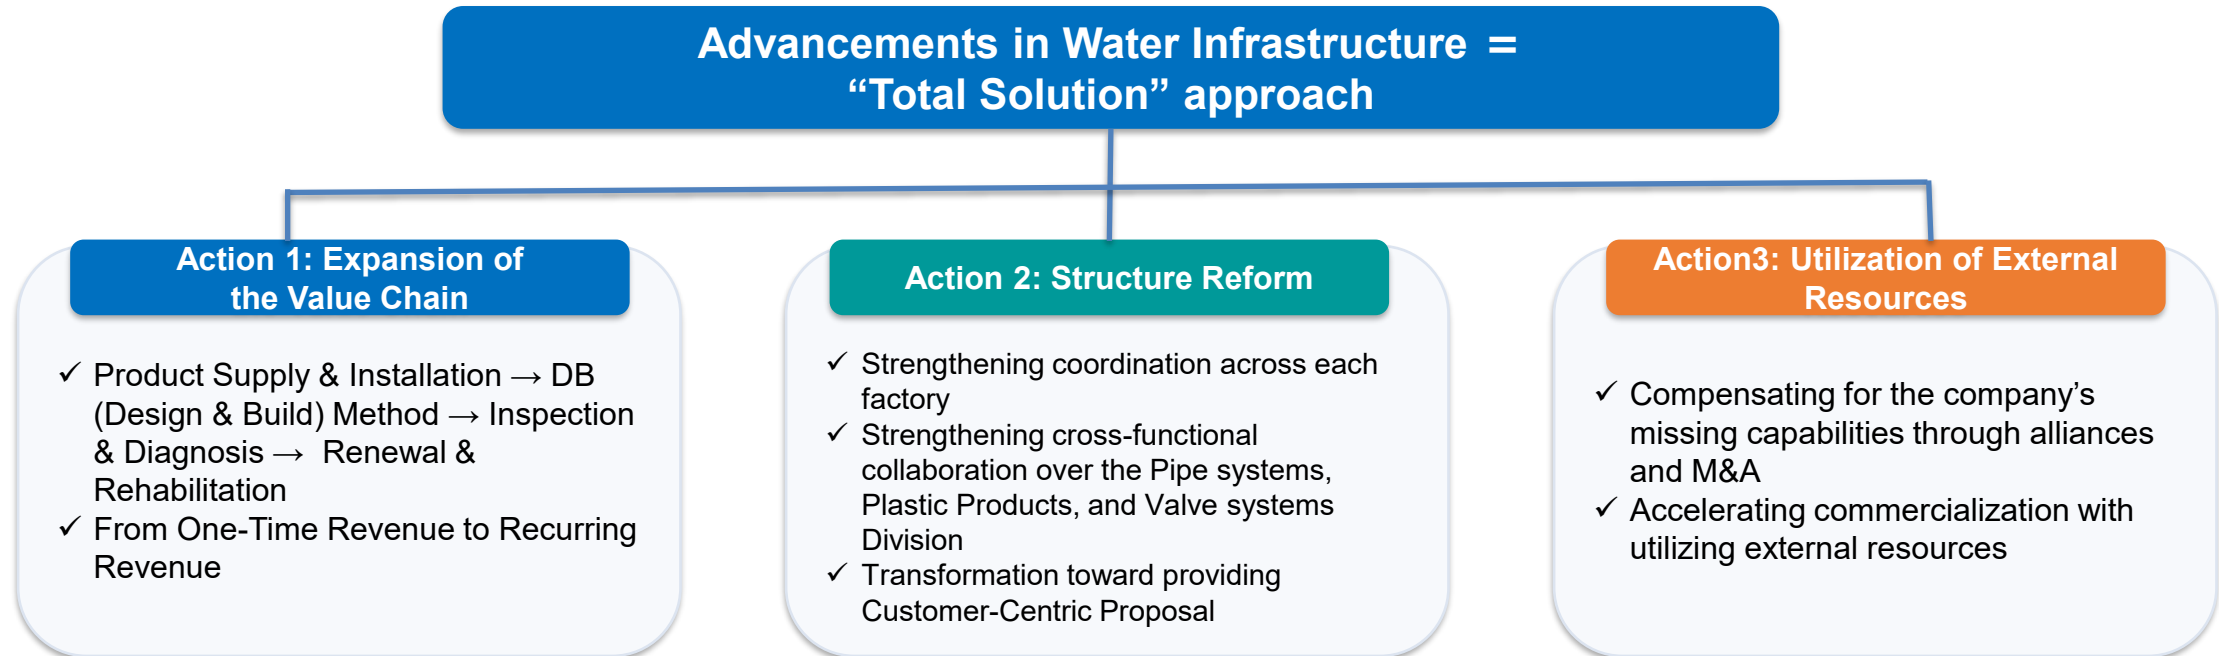 Advancements in Water Infrastructure =
“Total Solution” approach
Action 1: Expansion of
the Value Chain
✓ Product Supply & Installation → DB
(Design & Build) Method → Inspection
& Diagnosis → Renewal &
Rehabilitation
✓ From One-Time Revenue to Recurring
Revenue
Action 2: Structure Reform
✓ Strengthening coordination across each
factory
✓ Strengthening cross-functional
collaboration over the Pipe systems,
Plastic Products, and Valve systems
Division
✓ Transformation toward providing
Customer-Centric Proposal
Action3: Utilization of External
Resources
✓ Compensating for the company’s
missing capabilities through alliances
and M&A
✓ Accelerating commercialization with
utilizing external resources